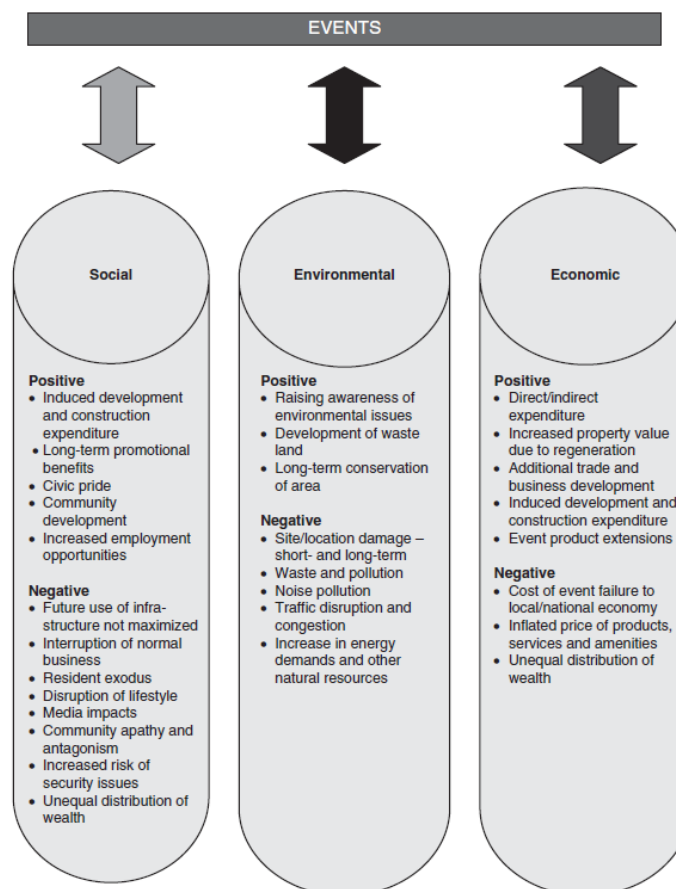 EVENTS
Social
Positive
• Induced development
and construction
expenditure
• Long-term promotional
benefits
• Civic pride
• Community
development
• Increased employment
opportunities
Negative
• Future use of infra-
structure not maximized
• Interruption of normal
business
• Resident exodus
• Disruption of lifestyle
• Media impacts
• Community apathy and
antagonism
• Increased risk of
security issues
• Unequal distribution of
wealth
Environmental
Positive
• Raising awareness of
environmental issues
• Development of waste
land
• Long-term conservation
of area
Negative
• Site/location damage –
short- and long-term
• Waste and pollution
• Noise pollution
• Traffic disruption and
congestion
• Increase in energy
demands and other
natural resources
Economic
Positive
• Direct/indirect
expenditure
• Increased property value
due to regeneration
• Additional trade and
business development
• Induced development and
construction expenditure
• Event product extensions
Negative
• Cost of event failure to
local/national economy
• Inflated price of products,
services and amenities
• Unequal distribution of
wealth